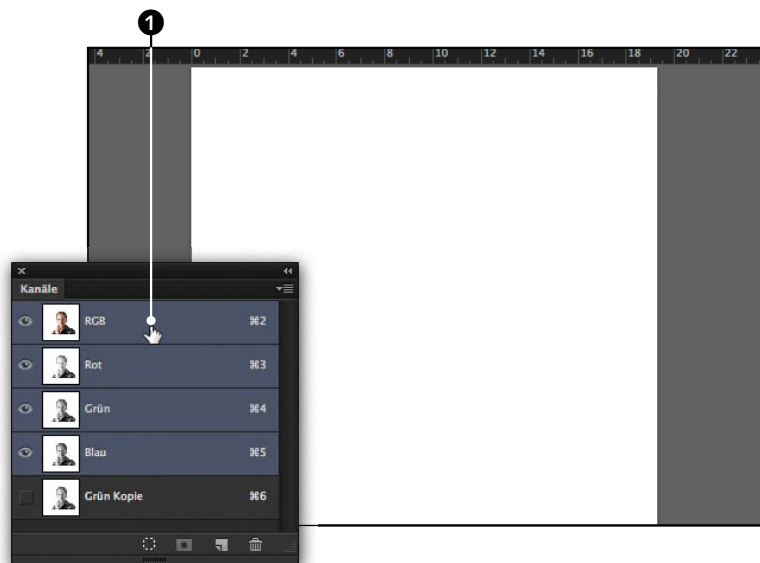 1
4 2 0 2 4 6 8 10 12 14 16 18 20 22
Kanäle
RGB ⌘2
Rot ⌘3
Grün ⌘4
Blau ⌘5
Grün Kopie ⌘6